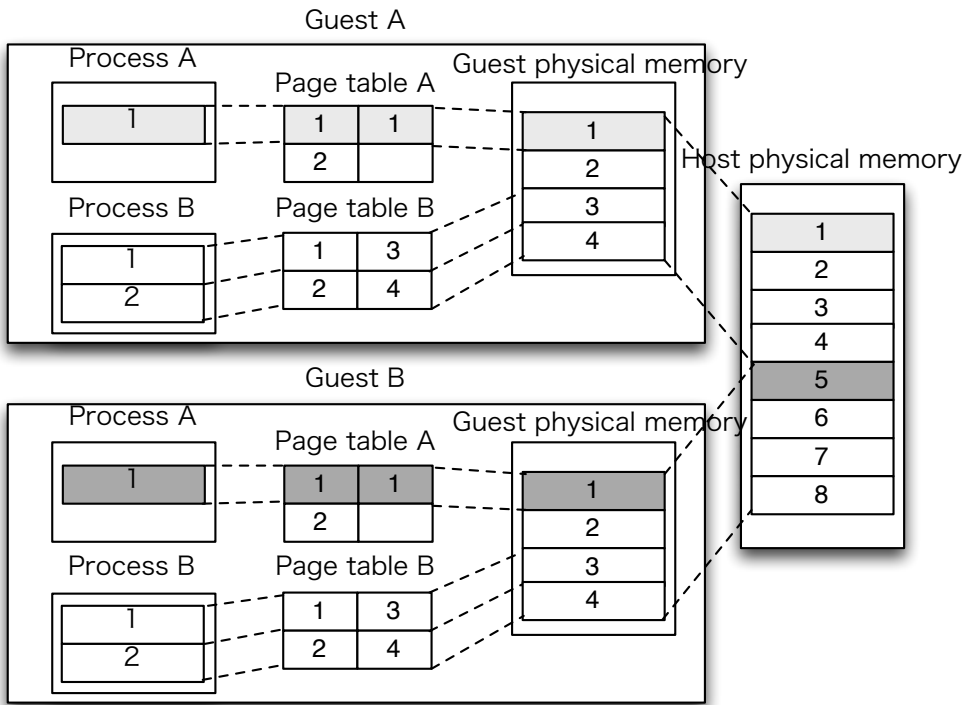 Guest A
Process A
1
Page table A
1 1
2
Guest physical memory
1
2
3
4
Process B
1
2
Page table B
1 3
2 4
Host physical memory
1
2
3
4
5
6
7
8
Guest B
Process A
1
Page table A
1 1
2
Guest physical memory
1
2
3
4
Process B
1
2
Page table B
1 3
2 4